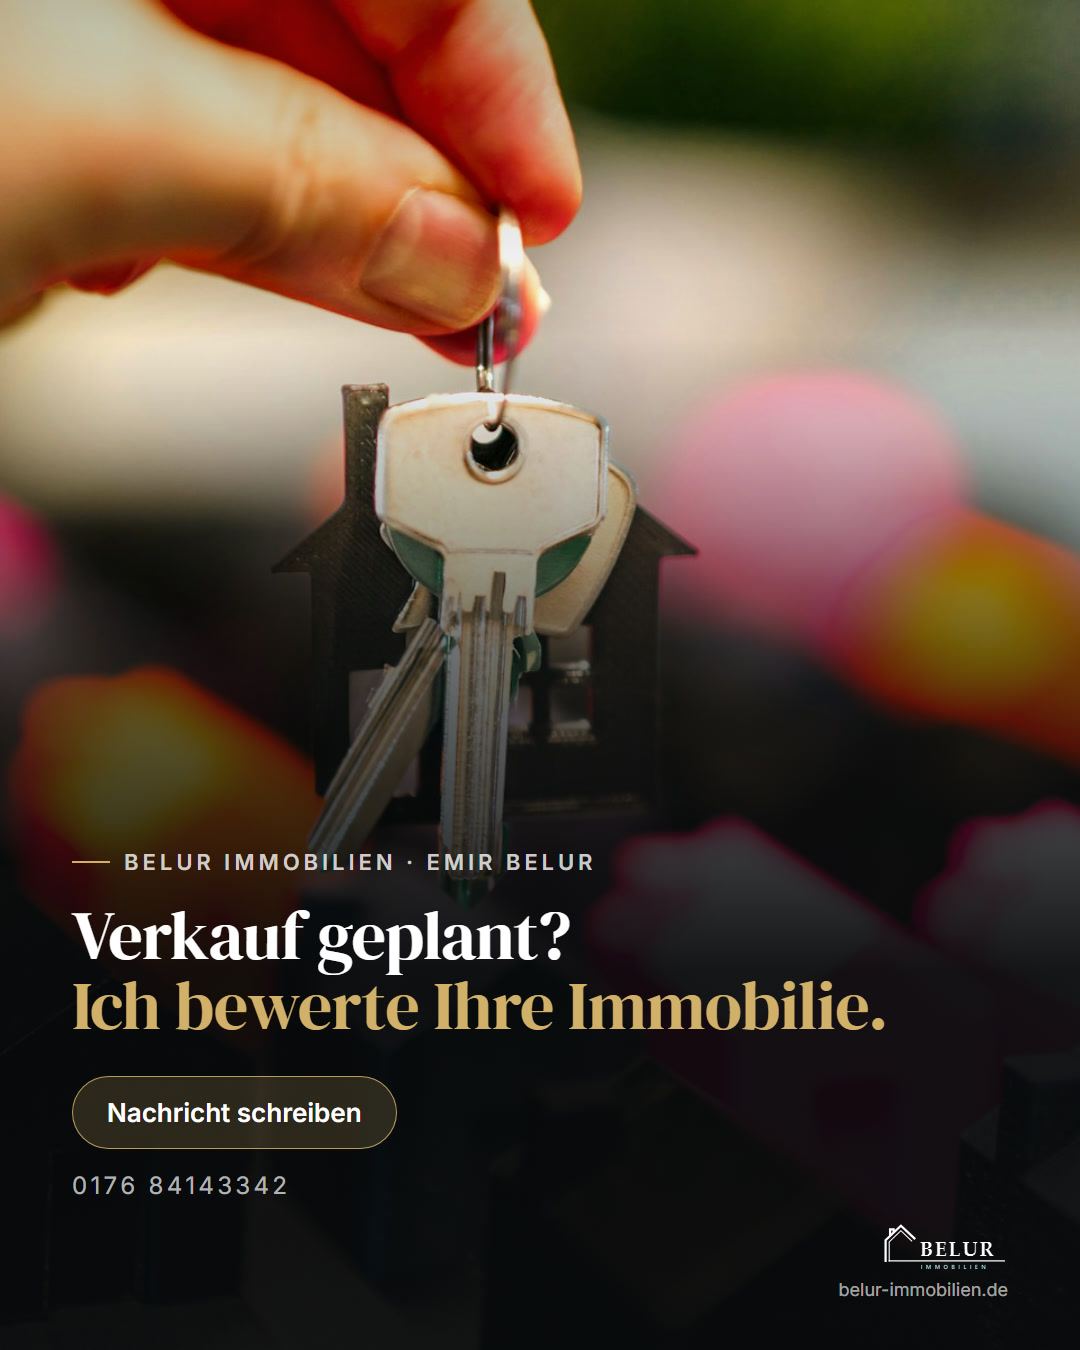 BELUR IMMOBILIEN · EMIR BELUR
Verkauf geplant?
Ich bewerte Ihre Immobilie.
Nachricht schreiben
0176 84143342
BELUR
IMMOBILIEN
belur-immobilien.de